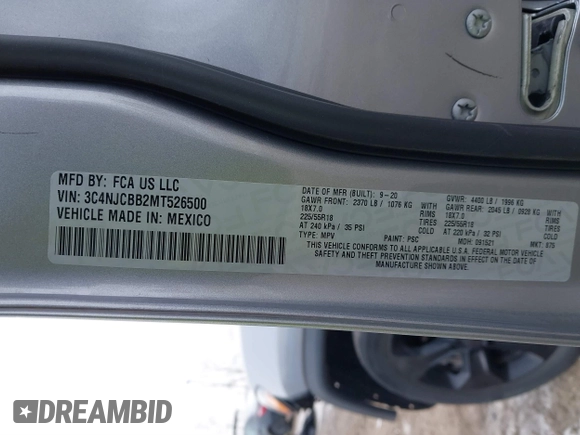 MFD BY: FCA US LLC
VIN: 3C4NJCBB2MT526500
VEHICLE MADE IN: MEXICO
DATE OF MFR (BUILT): 9-20
GVWR: 4400 LB / 1996 KG
GAWR FRONT: 2370 LB / 1076 KG
GAWR REAR: 2045 LB / 0928 KG
18X7.0 RIMS 18X7.0 RIMS
225/55R18 TIRES 225/55R18 TIRES
AT 240 kPa / 35 PSI COLD AT 220 kPa / 32 PSI COLD
TYPE: MPV PAINT: PSC MDH: 091521 MKT: 575
THIS VEHICLE CONFORMS TO ALL APPLICABLE U.S.A. FEDERAL MOTOR VEHICLE
SAFETY AND THEFT PREVENTION STANDARDS IN EFFECT ON THE DATE OF
MANUFACTURE SHOWN ABOVE.
DREAMBID